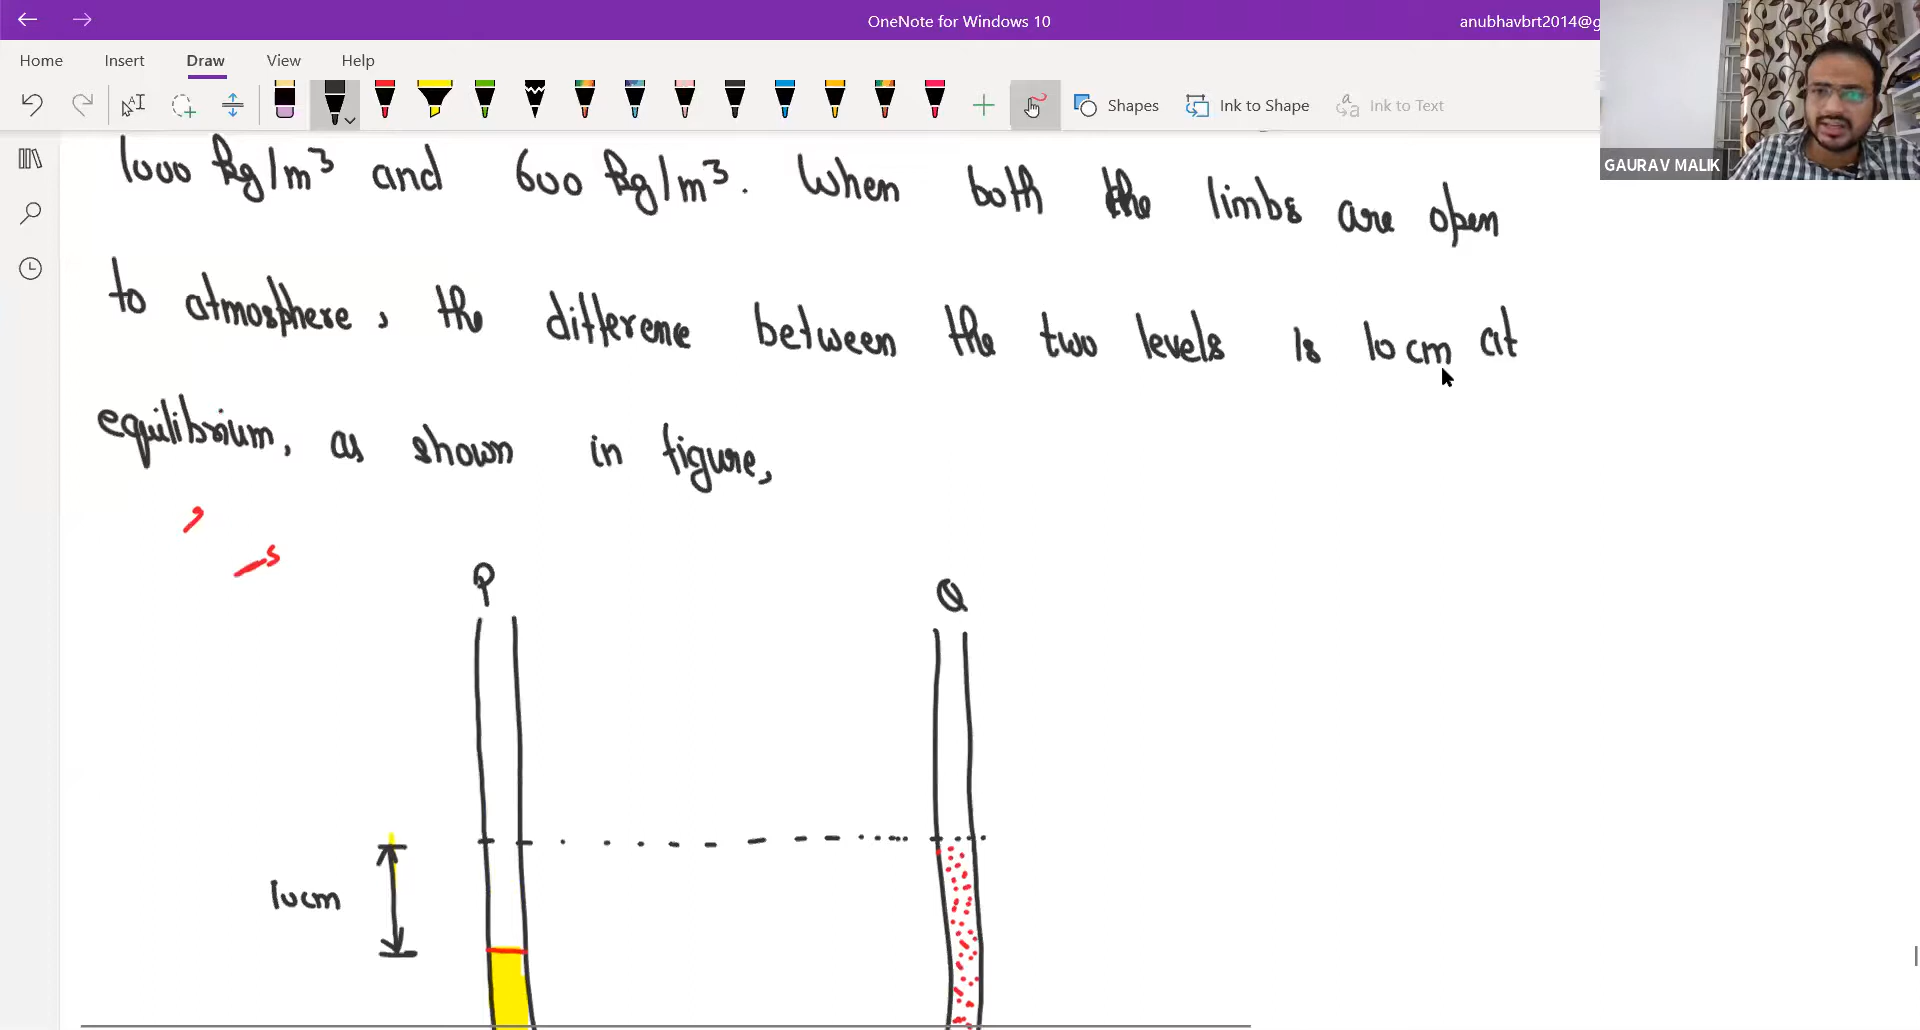 OneNote for Windows 10
anubhavbrt2014@g
Home Insert Draw View Help
Shapes Ink to Shape Ink to Text
GAURAV MALIK
1000 kg/m³ and 600 kg/m³. When both the limbs are open
to atmosphere, the difference between the two levels is 10 cm at
equilibrium, as shown in figure,
P
Q
10cm